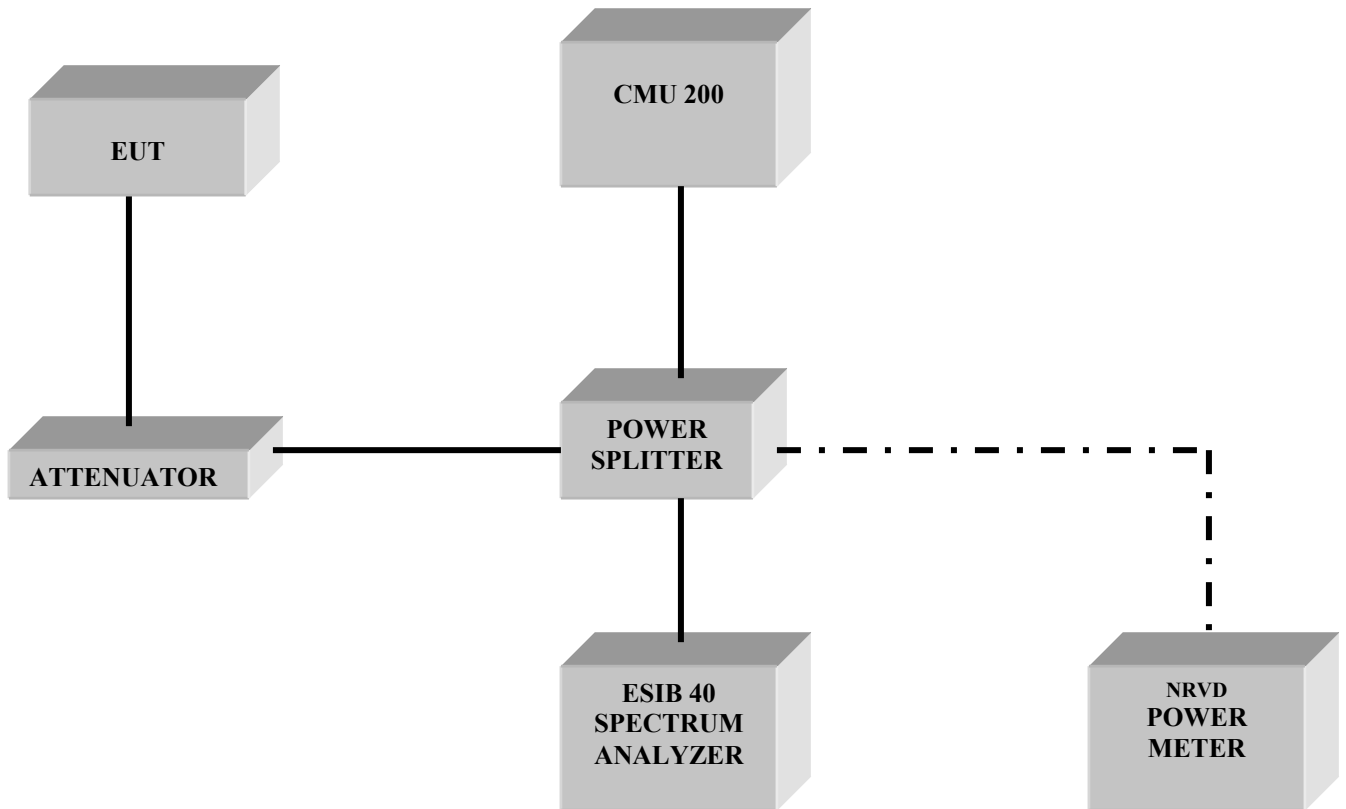 CMU 200
EUT
POWER
SPLITTER
ATTENUATOR
ESIB 40
SPECTRUM
ANALYZER
NRVD
POWER
METER